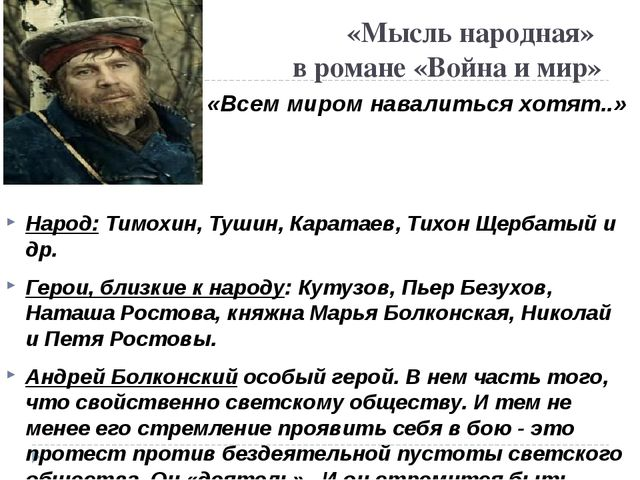 «Мысль народная»
в романе «Война и мир»
«Всем миром навалиться хотят..»
Народ: Тимохин, Тушин, Каратаев, Тихон Щербатый и
др.
Герои, близкие к народу: Кутузов, Пьер Безухов,
Наташа Ростова, княжна Марья Болконская, Николай
и Петя Ростовы.
Андрей Болконский особый герой. В нем часть того,
что свойственно светскому обществу. И тем не
менее его стремление проявить себя в бою - это
протест против бездеятельной пустоты светского
общества. Он «деятель». И он стремится быть